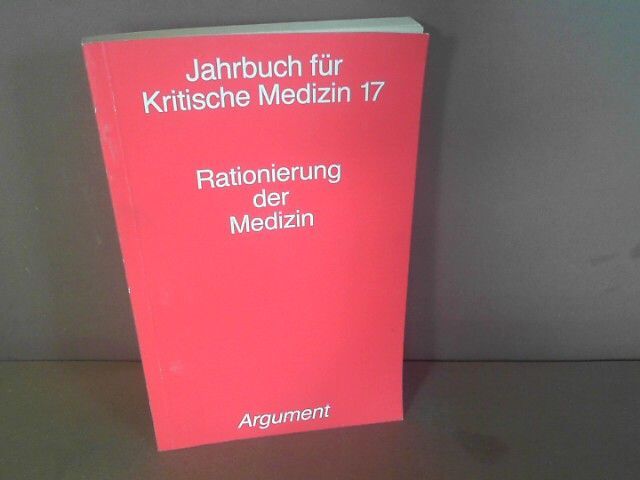 Jahrbuch für
Kritische Medizin 17
Rationierung
der
Medizin
Argument